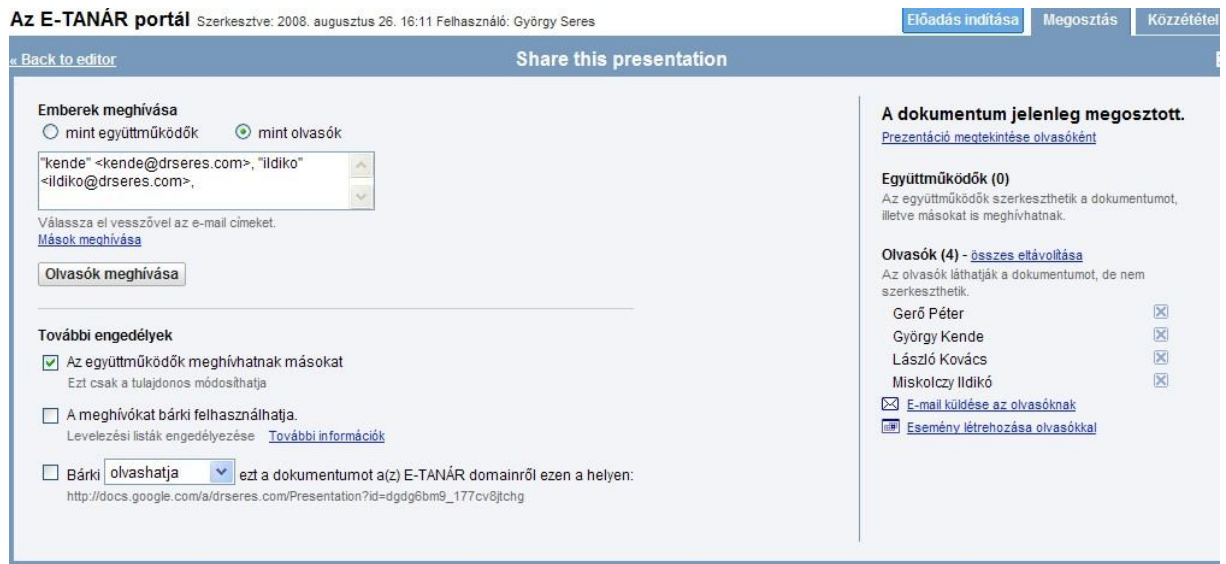 Az E-TANÁR portál Szerkesztve: 2008. augusztus 26. 16:11 Felhasználó: György Seres
Előadás indítása Megosztás Közzététel
« Back to editor Share this presentation
Emberek meghívása
mint együttműködők mint olvasók
"kende" <kende@drseres.com>, "ildiko"
<ildiko@drseres.com>,
Válassza el vesszővel az e-mail címeket.
Mások meghívása
Olvasók meghívása
További engedélyek
Az együttműködők meghívhatnak másokat
Ezt csak a tulajdonos módosíthatja
A meghívókat bárki felhasználhatja.
Levelezési listák engedélyezése További információk
Bárki olvashatja ezt a dokumentumot a(z) E-TANÁR domainről ezen a helyen:
http://docs.google.com/a/drseres.com/Presentation?id=dgdg6bm9_177cv8jtchg
A dokumentum jelenleg megosztott.
Prezentáció megtekintése olvasóként
Együttműködők (0)
Az együttműködők szerkeszthetik a dokumentumot,
illetve másokat is meghívhatnak.
Olvasók (4) - összes eltávolítása
Az olvasók láthatják a dokumentumot, de nem
szerkeszthetik.
Gerő Péter
György Kende
László Kovács
Miskolczy Ildikó
E-mail küldése az olvasóknak
Esemény létrehozása olvasókkal